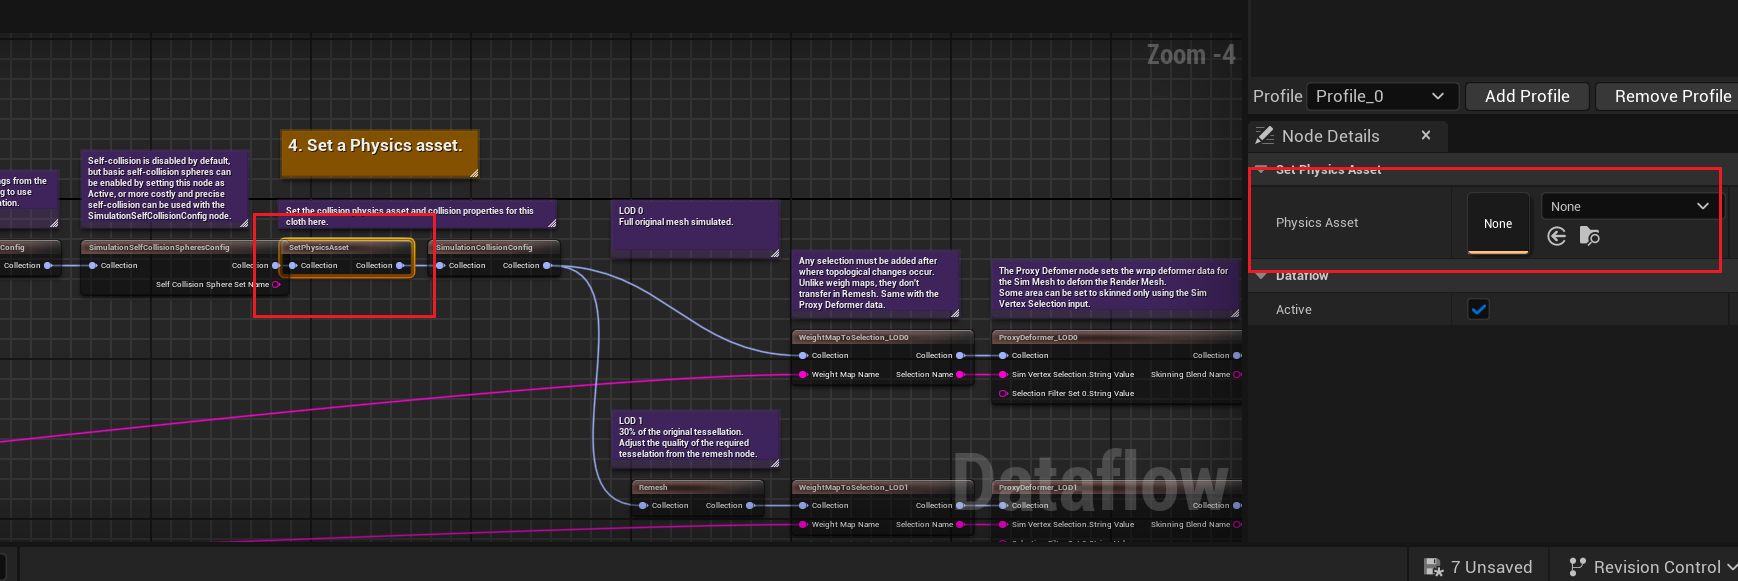 Zoom -4
Profile
Profile_0
Add Profile
Remove Profile
Node Details
Set Physics Asset
Physics Asset
None
None
Dataflow
Active
4. Set a Physics asset.
Self-collision is disabled by default,
but basic self-collision spheres can
be enabled by setting this node as
Active, or more costly and precise
self-collision can be used with the
SimulationSelfCollisionConfig node.
ngs from the
g to use
ation.
Set the collision physics asset and collision properties for this
cloth here.
LOD 0
Full original mesh simulated.
Config
Collection
SimulationSelfCollisionSpheresConfig
Collection
Collection
Self Collision Sphere Set Name
SetPhysicsAsset
Collection
Collection
SimulationCollisionConfig
Collection
Collection
Any selection must be added after
where topological changes occur.
Unlike weigh maps, they don't
transfer in Remesh. Same with the
Proxy Deformer data.
The Proxy Defomer node sets the wrap deformer data for
the Sim Mesh to deform the Render Mesh.
Some area can be set to skinned only using the Sim
Vertex Selection input.
WeightMapToSelection_LOD0
Collection
Collection
Weight Map Name
Selection Name
ProxyDeformer_LOD0
Collection
Collection
Sim Vertex Selection.String Value
Skinning Blend Name
Selection Filter Set 0.String Value
LOD 1
30% of the original tessellation.
Adjust the quality of the required
tesselation from the remesh node.
Remesh
Collection
Collection
WeightMapToSelection_LOD1
Collection
Collection
Weight Map Name
Selection Name
ProxyDeformer_LOD1
Collection
Collection
Sim Vertex Selection.String Value
Skinning Blend Name
Dataflow
7 Unsaved
Revision Control